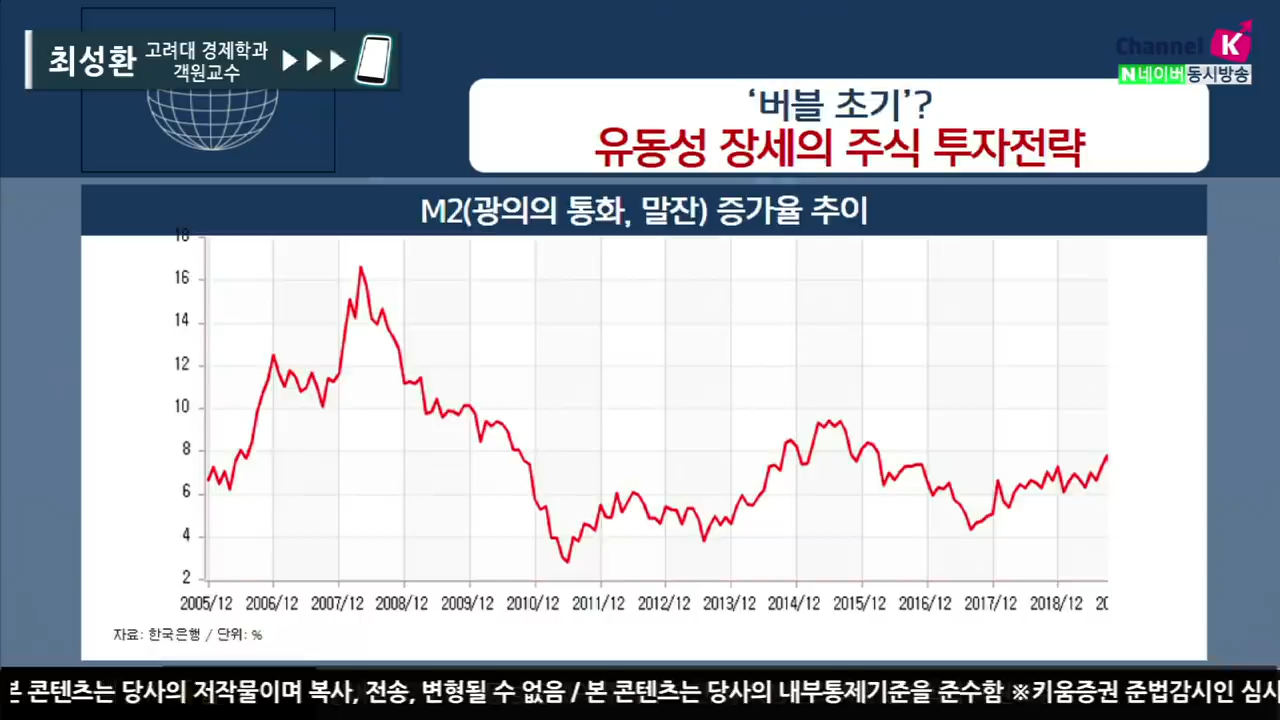 최성환 고려대 경제학과
객원교수
Channel K
N 네이버 동시방송
‘버블 초기’?
유동성 장세의 주식 투자전략
M2(광의의 통화, 말잔) 증가율 추이
18
16
14
12
10
8
6
4
2
2005/12 2006/12 2007/12 2008/12 2009/12 2010/12 2011/12 2012/12 2013/12 2014/12 2015/12 2016/12 2017/12 2018/12 20
자료: 한국은행 / 단위: %
본 콘텐츠는 당사의 저작물이며 복사, 전송, 변형될 수 없음 / 본 콘텐츠는 당사의 내부통제기준을 준수함 ※키움증권 준법감시인 심사